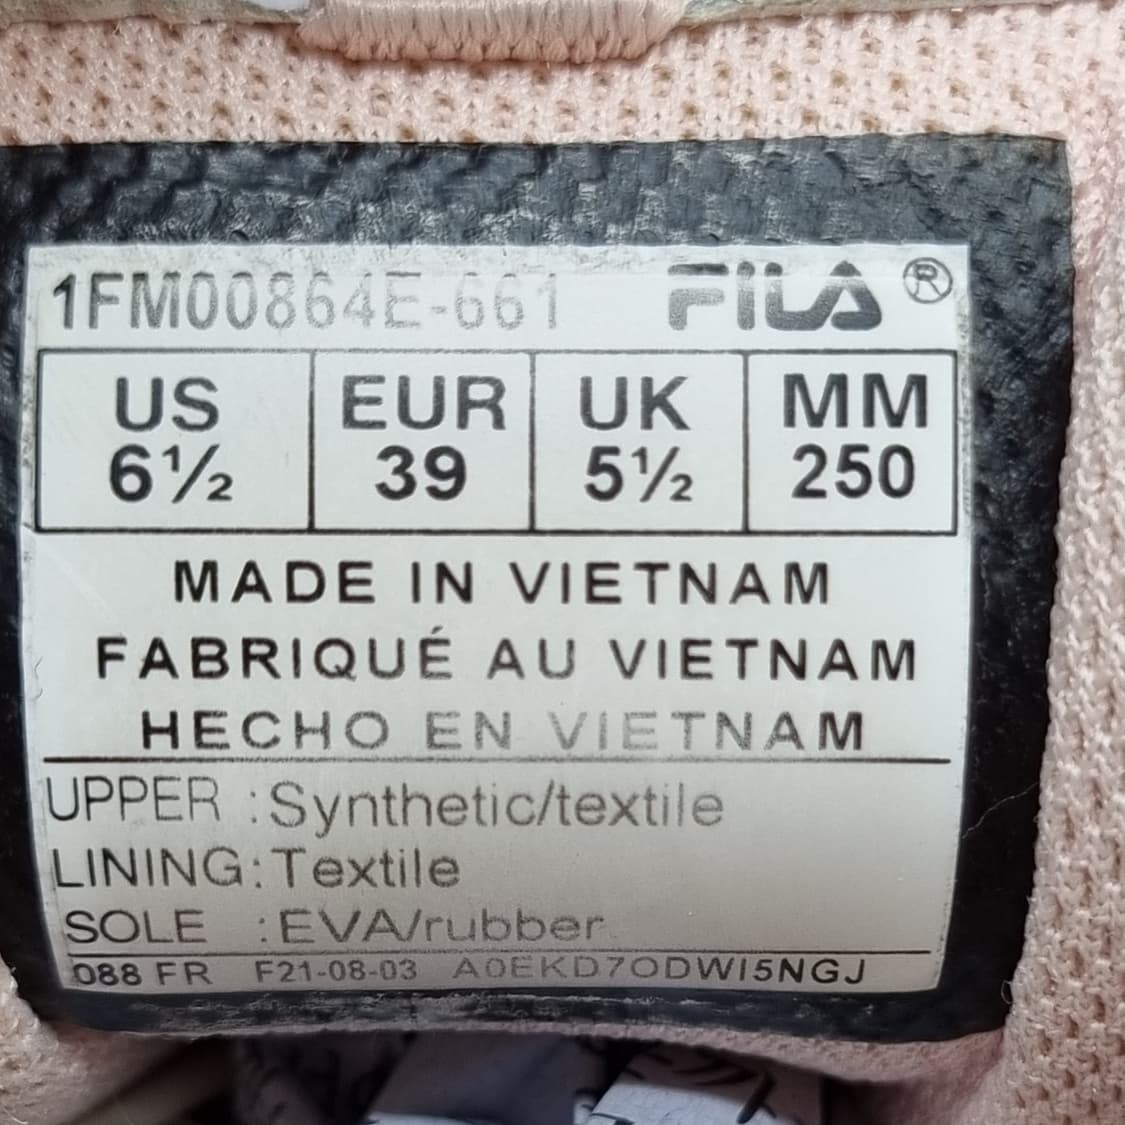 1FM00864E-661 FILA®
US EUR UK MM
6½ 39 5½ 250
MADE IN VIETNAM
FABRIQUÉ AU VIETNAM
HECHO EN VIETNAM
UPPER :Synthetic/textile
LINING:Textile
SOLE :EVA/rubber
088 FR F21-08-03 A0EKD7ODWI5NGJ